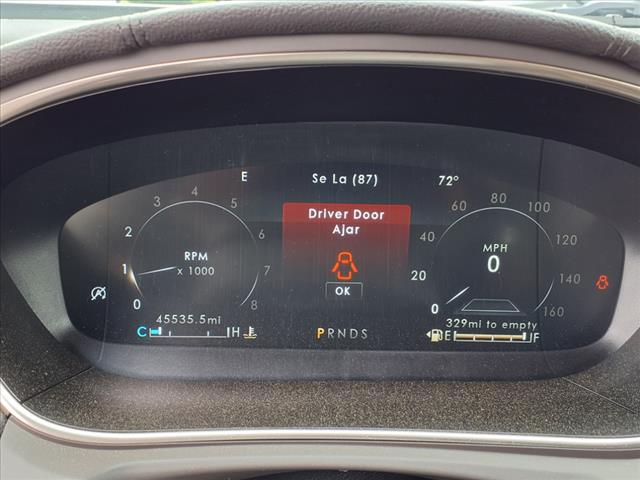 E
Se La (87)
72°
Driver Door
Ajar
OK
0 1 2 3 4 5 6 7 8
RPM
x 1000
0 20 40 60 80 100 120 140 160
MPH
0
45535.5mi
C H
PRNDS
329mi to empty
E F